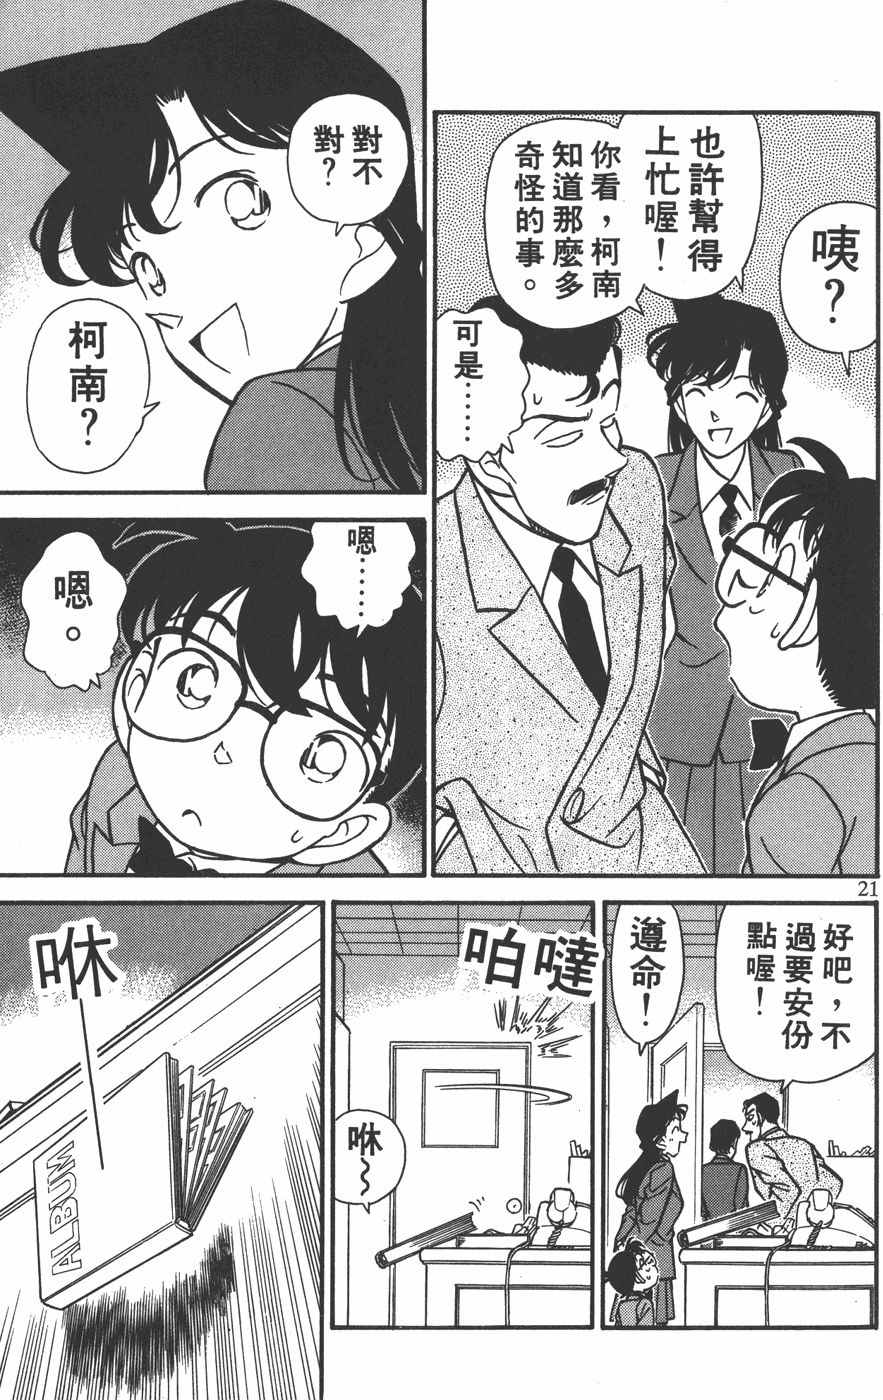 咦？
也許幫得
上忙喔！
你看，柯南
知道那麼多
奇怪的事。
可是……
對不
對？
柯南？
嗯……
嗯。
21
好吧，不
過要安份
點喔！
遵命！
咱噠
咻～
咻
ALBUM